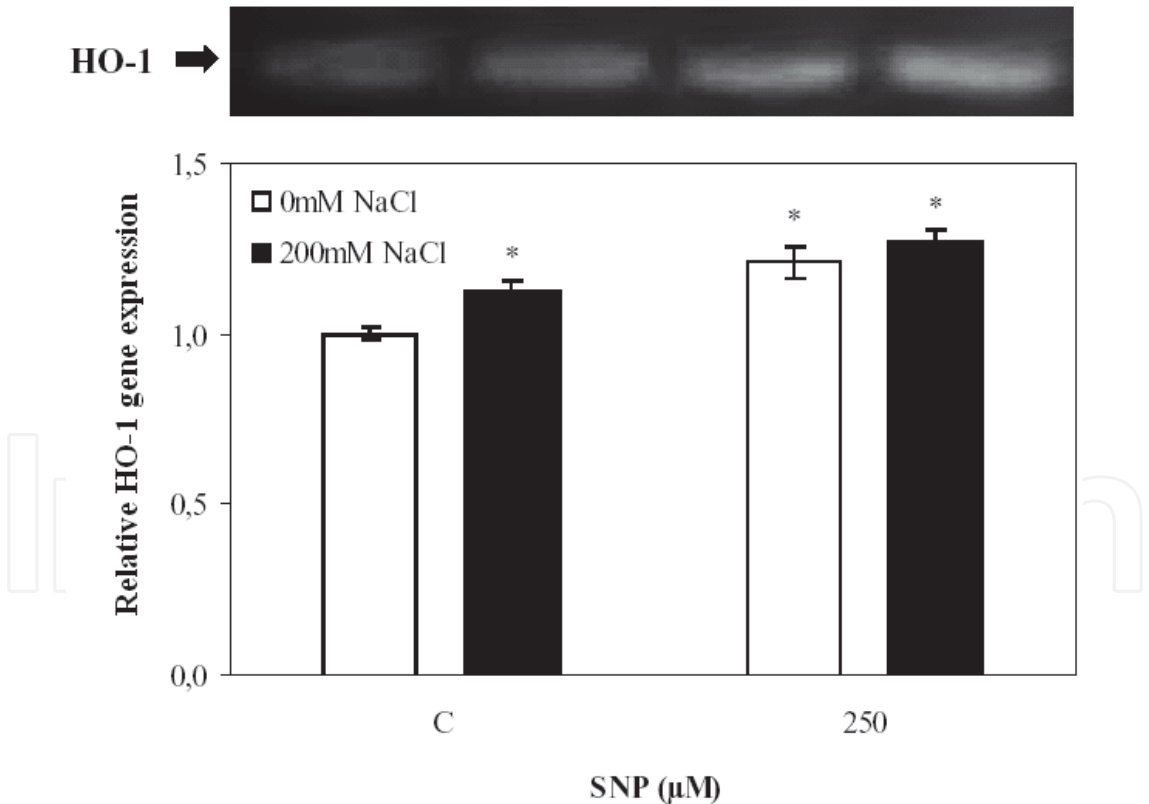 HO-1
1,5
0mM NaCl
200mM NaCl
*
*
*
1,0
0,5
0,0
Relative HO-1 gene expression
C
250
SNP (μM)